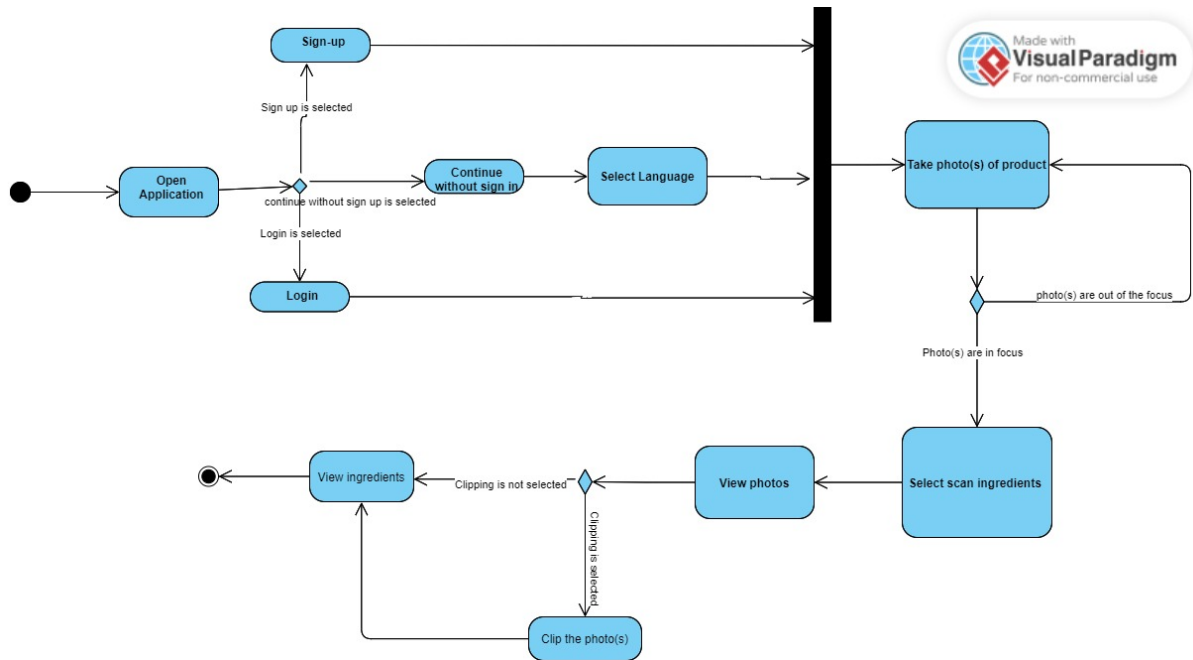 Sign-up
Made with
VisualParadigm
For non-commercial use
Sign up is selected
Open
Application
Continue
without sign in
Select Language
Take photo(s) of product
continue without sign up is selected
Login is selected
Login
photo(s) are out of the focus
Photo(s) are in focus
View ingredients
Clipping is not selected
View photos
Select scan ingredients
Clipping is selected
Clip the photo(s)